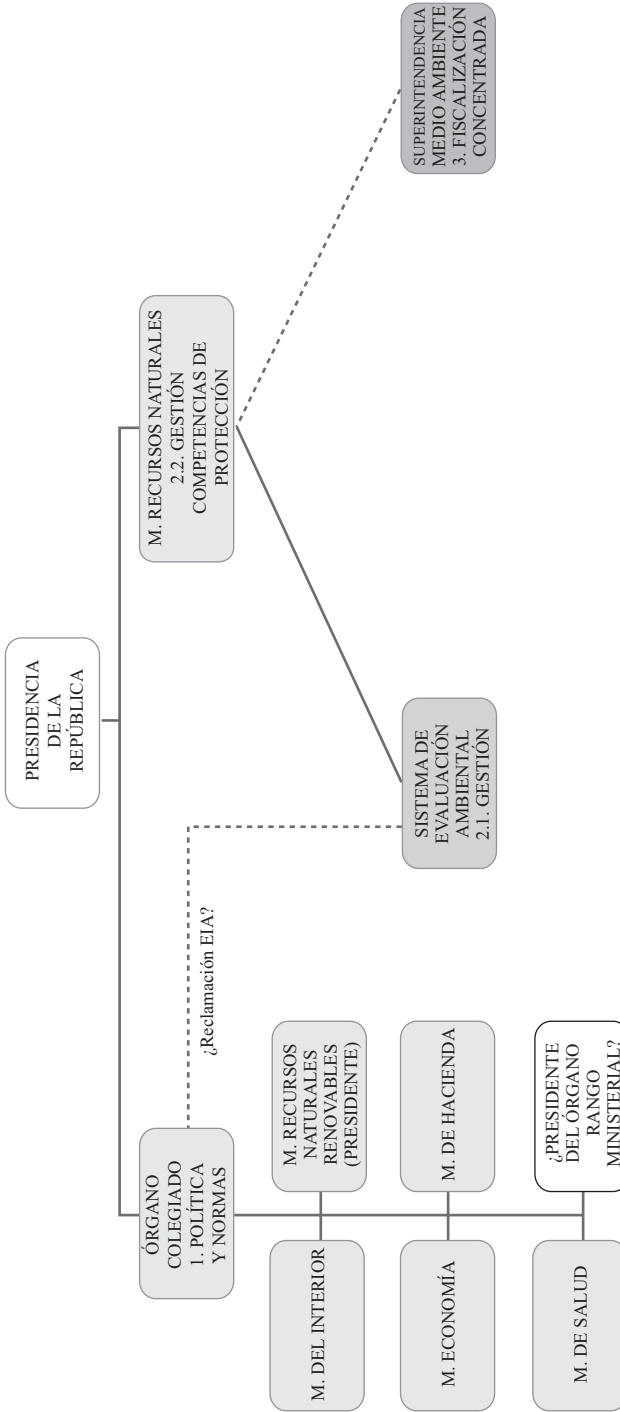 PRESIDENCIA
DE LA
REPÚBLICA
ÓRGANO
COLEGIADO
1. POLÍTICA
Y NORMAS
M. RECURSOS NATURALES
2.2. GESTIÓN
COMPETENCIAS DE
PROTECCIÓN
¿Reclamación EIA?
M. DEL INTERIOR
M. RECURSOS
NATURALES
RENOVABLES
(PRESIDENTE)
M. ECONOMÍA
M. DE HACIENDA
M. DE SALUD
¿PRESIDENTE
DEL ÓRGANO
RANGO
MINISTERIAL?
SISTEMA DE
EVALUACIÓN
AMBIENTAL
2.1. GESTIÓN
SUPERINTENDENCIA
MEDIO AMBIENTE
3. FISCALIZACIÓN
CONCENTRADA